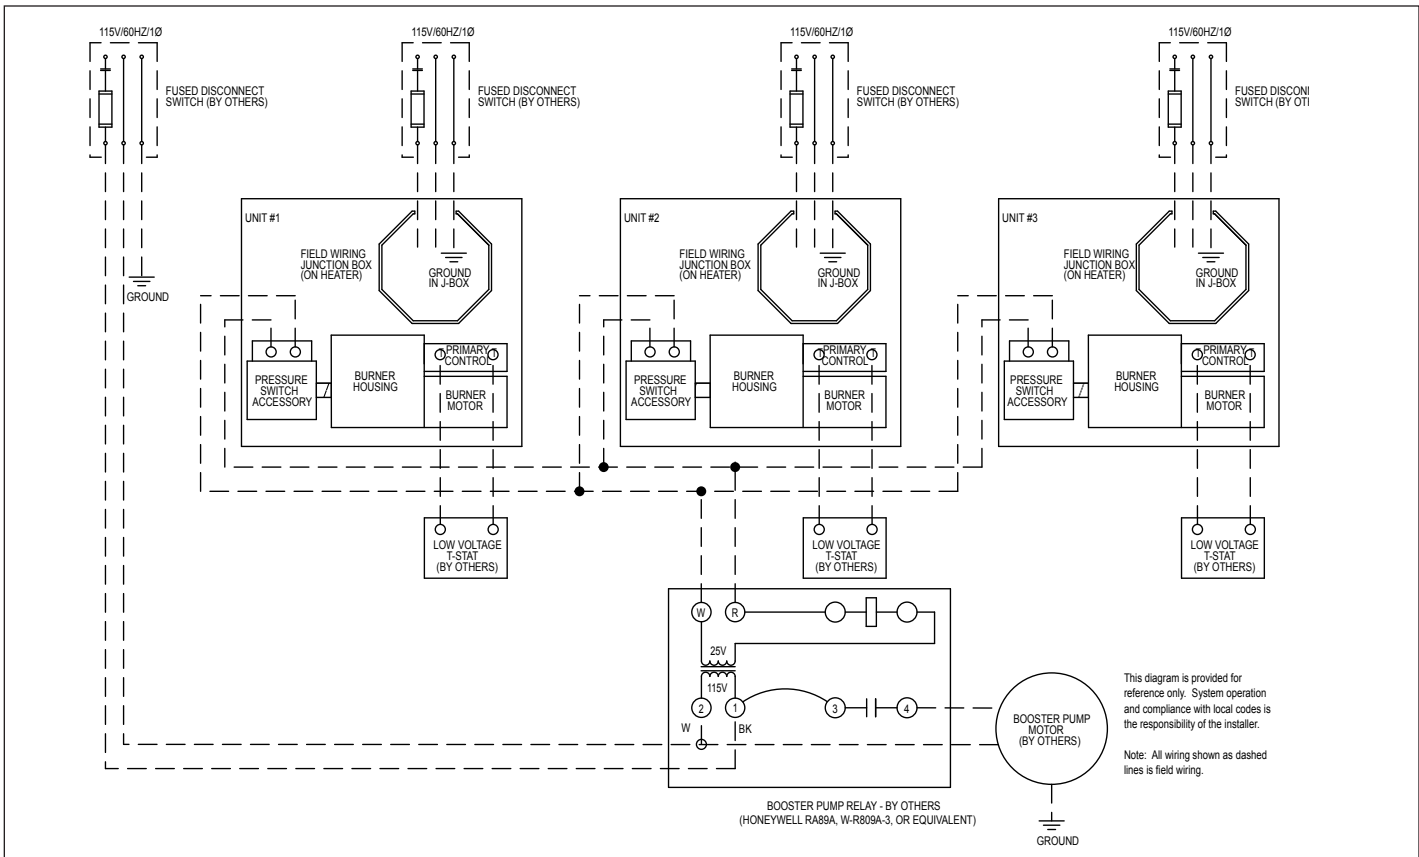 115V/60HZ/1Ø
115V/60HZ/1Ø
115V/60HZ/1Ø
115V/60HZ/1Ø
FUSED DISCONNECT
SWITCH (BY OTHERS)
FUSED DISCONNECT
SWITCH (BY OTHERS)
FUSED DISCONNECT
SWITCH (BY OTHERS)
FUSED DISCON
SWITCH (BY OT
GROUND
UNIT #1
FIELD WIRING
JUNCTION BOX
(ON HEATER)
GROUND
IN J-BOX
PRESSURE
SWITCH
ACCESSORY
BURNER
HOUSING
T
T
PRIMARY
CONTROL
BURNER
MOTOR
UNIT #2
FIELD WIRING
JUNCTION BOX
(ON HEATER)
GROUND
IN J-BOX
PRESSURE
SWITCH
ACCESSORY
BURNER
HOUSING
T
T
PRIMARY
CONTROL
BURNER
MOTOR
UNIT #3
FIELD WIRING
JUNCTION BOX
(ON HEATER)
GROUND
IN J-BOX
PRESSURE
SWITCH
ACCESSORY
BURNER
HOUSING
T
T
PRIMARY
CONTROL
BURNER
MOTOR
LOW VOLTAGE
T-STAT
(BY OTHERS)
LOW VOLTAGE
T-STAT
(BY OTHERS)
LOW VOLTAGE
T-STAT
(BY OTHERS)
W
R
25V
115V
2
1
3
4
W
BK
BOOSTER PUMP
MOTOR
(BY OTHERS)
GROUND
BOOSTER PUMP RELAY - BY OTHERS
(HONEYWELL RA89A, W-R809A-3, OR EQUIVALENT)
This diagram is provided for
reference only. System operation
and compliance with local codes is
the responsibility of the installer.
Note: All wiring shown as dashed
lines is field wiring.